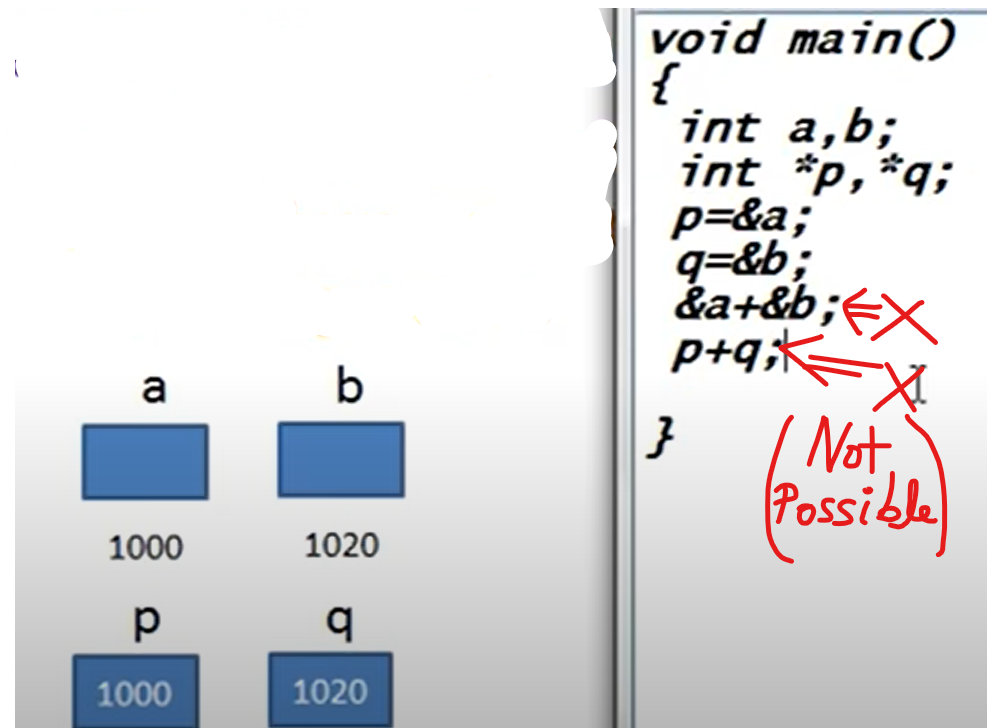 void main()
{
int a,b;
int *p,*q;
p=&a;
q=&b;
&a+&b;
p+q;
}
Not
Possible
a b
1000 1020
p q
1000 1020